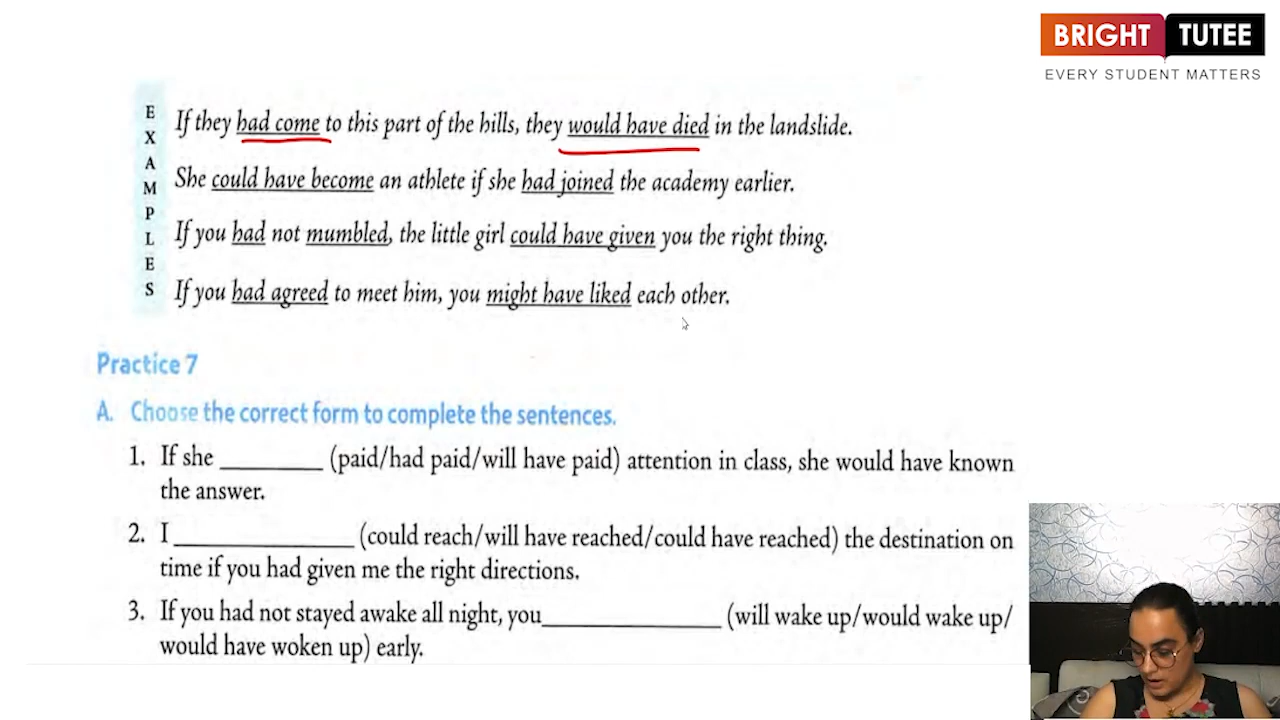 BRIGHT TUTEE
EVERY STUDENT MATTERS
EXAMPLES
If they had come to this part of the hills, they would have died in the landslide.
She could have become an athlete if she had joined the academy earlier.
If you had not mumbled, the little girl could have given you the right thing.
If you had agreed to meet him, you might have liked each other.
Practice 7
A. Choose the correct form to complete the sentences.
1. If she ________ (paid/had paid/will have paid) attention in class, she would have known
the answer.
2. I ______________ (could reach/will have reached/could have reached) the destination on
time if you had given me the right directions.
3. If you had not stayed awake all night, you______________ (will wake up/would wake up/
would have woken up) early.